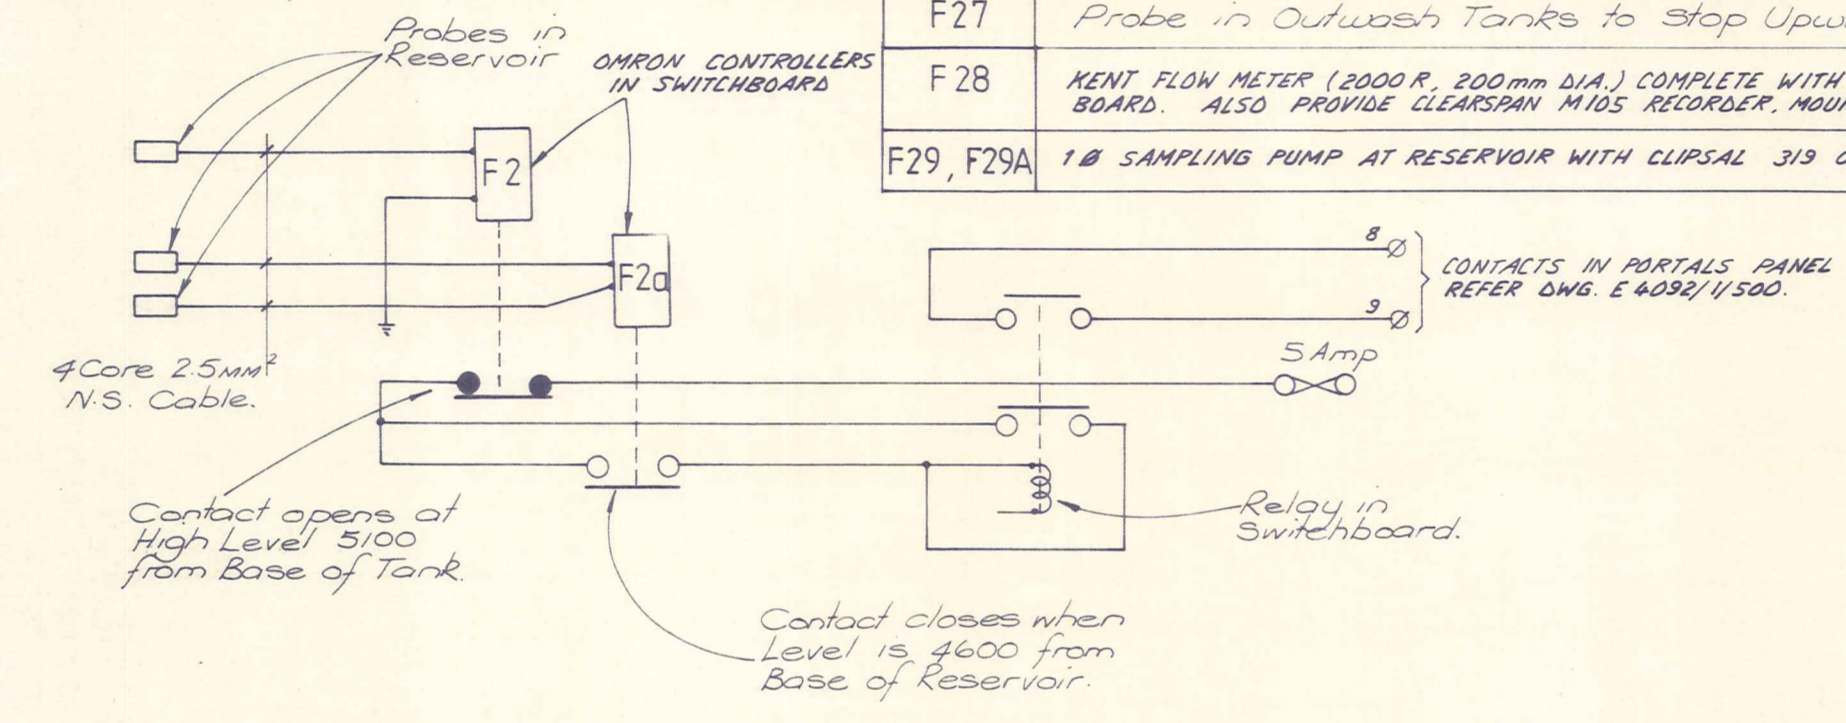 Probes in
Reservoir
OMRON CONTROLLERS
IN SWITCHBOARD
F27
Probe in Outwash Tanks to Stop
F28
KENT FLOW METER (2000 R, 200mm DIA.) COMPLETE WITH
BOARD. ALSO PROVIDE CLEARSPAN M105 RECORDER,
F29, F29A
1Ø SAMPLING PUMP AT RESERVOIR WITH CLIPSAL 319
F2
F2a
8
9
CONTACTS IN PORTALS PANEL
REFER DWG. E4092/1/500.
5 Amp
4 Core 2.5mm²
N.S. Cable.
Contact opens at
High Level 5100
from Base of Tank.
Relay in
Switchboard.
Contact closes when
Level is 4600 from
Base of Reservoir.